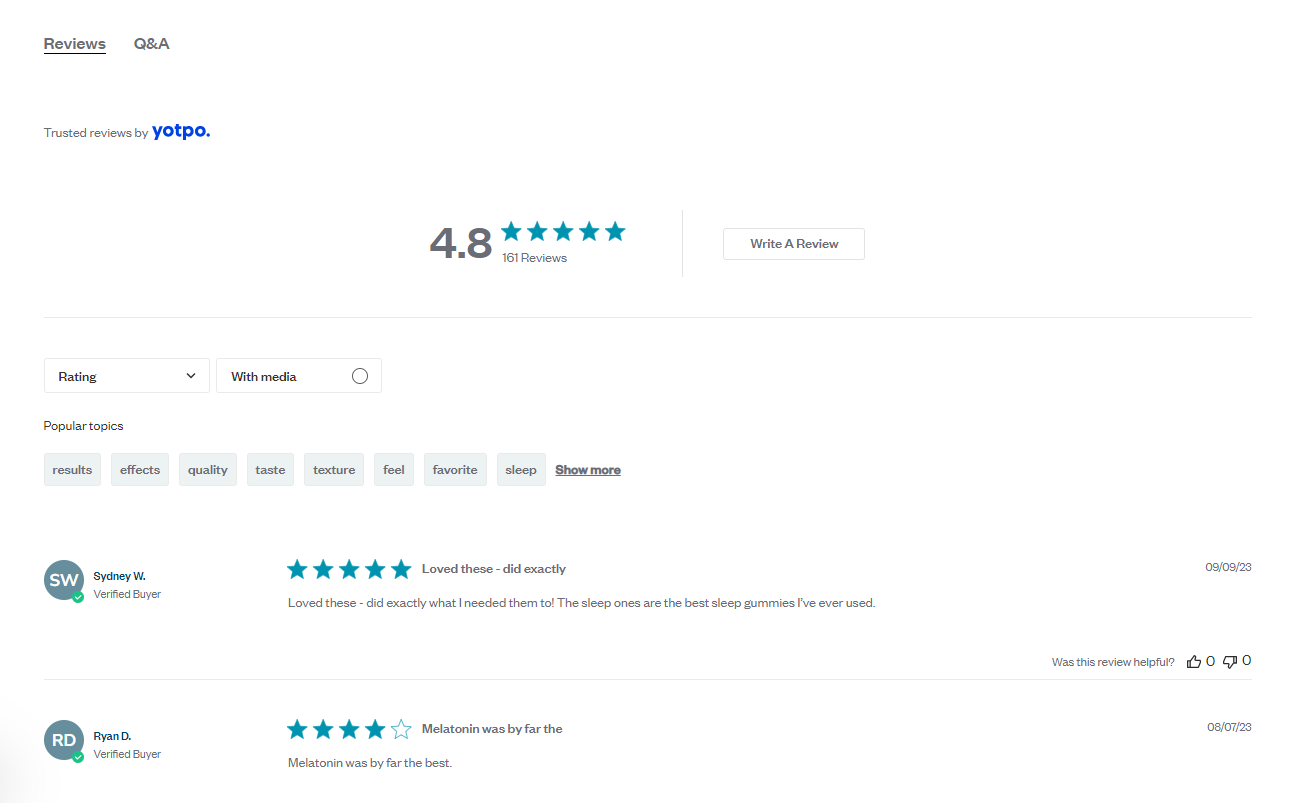 Reviews Q&A
Trusted reviews by yotpo.
4.8
161 Reviews
Write A Review
Rating
With media
Popular topics
results effects quality taste texture feel favorite sleep Show more
SW
Sydney W.
Verified Buyer
Loved these - did exactly
09/09/23
Loved these - did exactly what I needed them to! The sleep ones are the best sleep gummies I've ever used.
Was this review helpful? 0 0
RD
Ryan D.
Verified Buyer
Melatonin was by far the
08/07/23
Melatonin was by far the best.